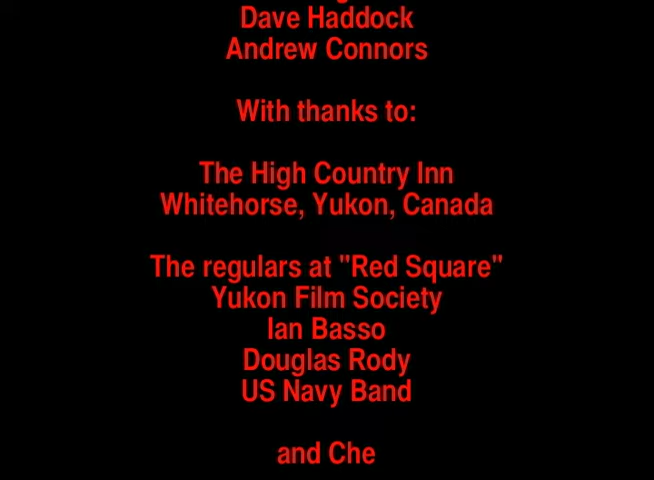 Dave Haddock
Andrew Connors
With thanks to:
The High Country Inn
Whitehorse, Yukon, Canada
The regulars at "Red Square"
Yukon Film Society
Ian Basso
Douglas Rody
US Navy Band
and Che